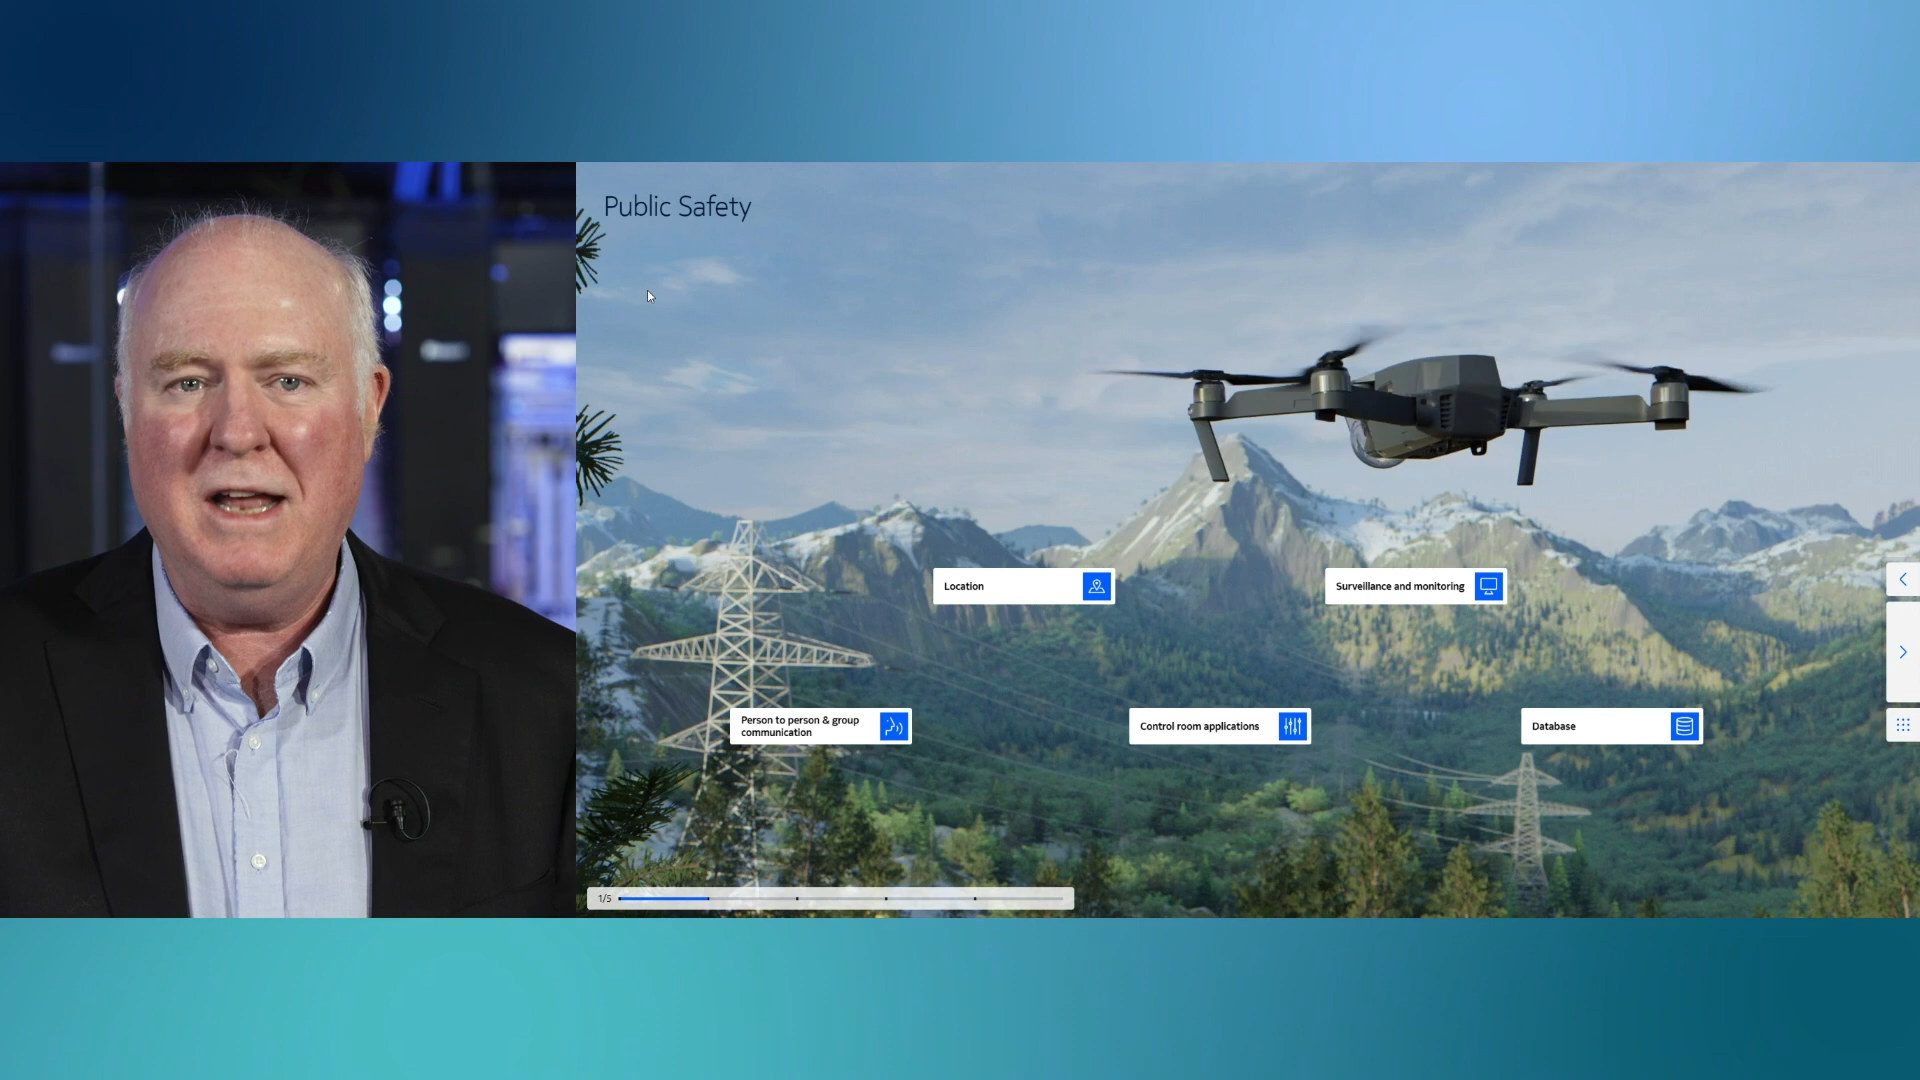 Public Safety
Location
Surveillance and monitoring
Person to person & group
communication
Control room applications
Database
1/5